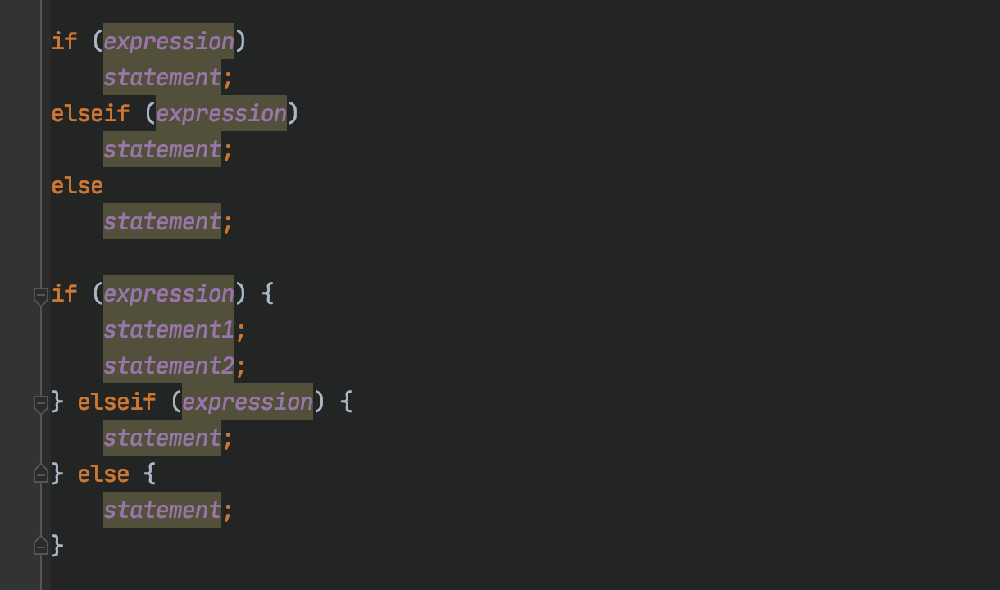 if (expression)
    statement;
elseif (expression)
    statement;
else
    statement;

if (expression) {
    statement1;
    statement2;
} elseif (expression) {
    statement;
} else {
    statement;
}